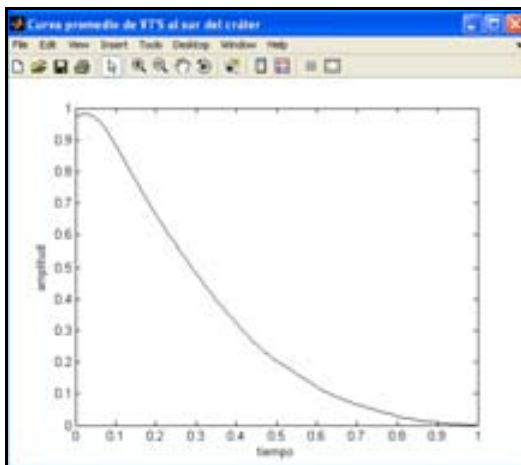 Curva promedio de VTS al sur del cráter
File Edit View Insert Tools Desktop Window Help
1
0.9
0.8
0.7
0.6
0.5
0.4
0.3
0.2
0.1
0
amplitud
0 0.1 0.2 0.3 0.4 0.5 0.6 0.7 0.8 0.9 1
tiempo